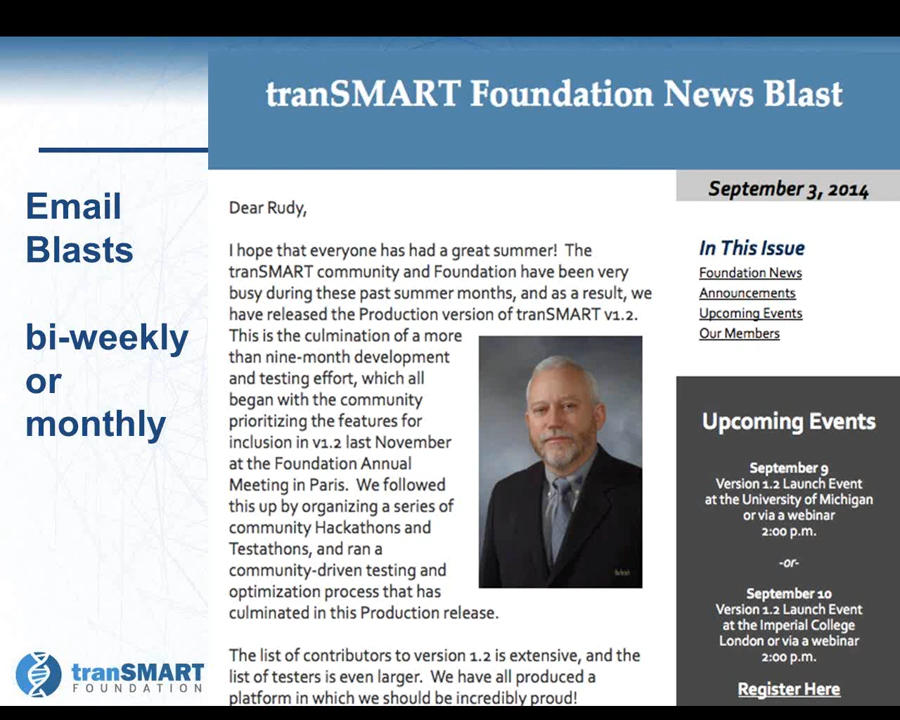 tranSMART Foundation News Blast
Email
Blasts
bi-weekly
or
monthly
Dear Rudy,
I hope that everyone has had a great summer! The
tranSMART community and Foundation have been very
busy during these past summer months, and as a result, we
have released the Production version of tranSMART v1.2.
This is the culmination of a more
than nine-month development
and testing effort, which all
began with the community
prioritizing the features for
inclusion in v1.2 last November
at the Foundation Annual
Meeting in Paris. We followed
this up by organizing a series of
community Hackathons and
Testathons, and ran a
community-driven testing and
optimization process that has
culminated in this Production release.
The list of contributors to version 1.2 is extensive, and the
list of testers is even larger. We have all produced a
platform in which we should be incredibly proud!
September 3, 2014
In This Issue
Foundation News
Announcements
Upcoming Events
Our Members
Upcoming Events
September 9
Version 1.2 Launch Event
at the University of Michigan
or via a webinar
2:00 p.m.
-or-
September 10
Version 1.2 Launch Event
at the Imperial College
London or via a webinar
2:00 p.m.
Register Here
tranSMART
FOUNDATION